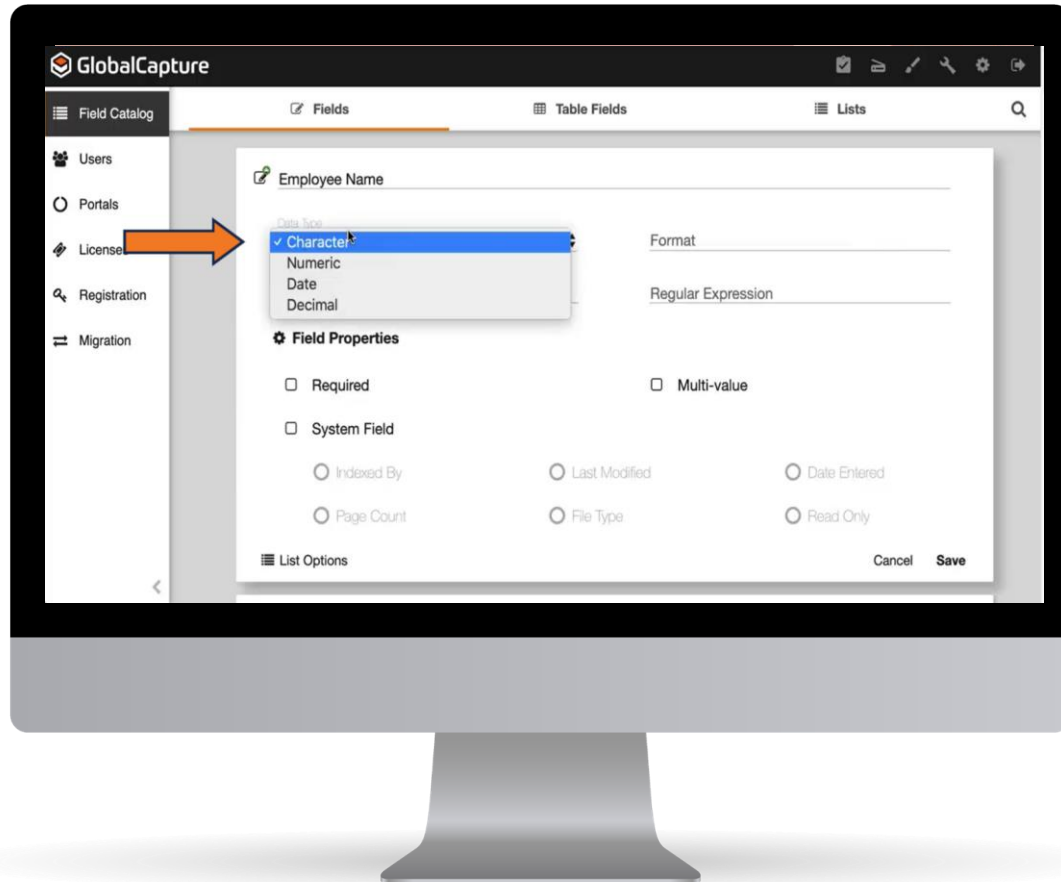 GlobalCapture
Field Catalog
Users
Portals
License
Registration
Migration
Fields
Table Fields
Lists
Employee Name
Data Type
Character
Numeric
Date
Decimal
Format
Regular Expression
Field Properties
Required
Multi-value
System Field
Indexed By
Last Modified
Date Entered
Page Count
File Type
Read Only
List Options
Cancel
Save